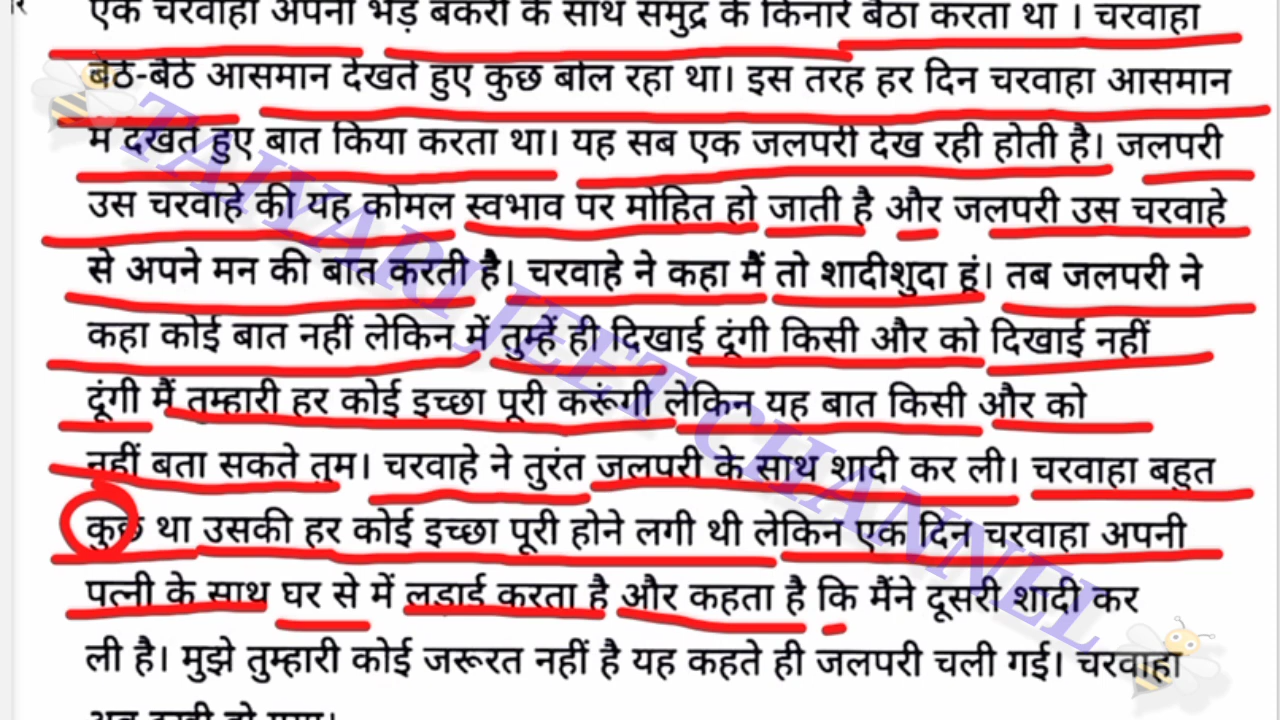 एक चरवाहा अपनी भेड़ बकरी के साथ समुद्र के किनारे बैठा करता था । चरवाहा
बैठे-बैठे आसमान देखते हुए कुछ बोल रहा था। इस तरह हर दिन चरवाहा आसमान
में देखते हुए बात किया करता था। यह सब एक जलपरी देख रही होती है। जलपरी
उस चरवाहे की यह कोमल स्वभाव पर मोहित हो जाती है और जलपरी उस चरवाहे
से अपने मन की बात करती है। चरवाहे ने कहा मैं तो शादीशुदा हूं। तब जलपरी ने
कहा कोई बात नहीं लेकिन में तुम्हें ही दिखाई दूंगी किसी और को दिखाई नहीं
दूंगी मैं तुम्हारी हर कोई इच्छा पूरी करूंगी लेकिन यह बात किसी और को
नहीं बता सकते तुम। चरवाहे ने तुरंत जलपरी के साथ शादी कर ली। चरवाहा बहुत
कुछ था उसकी हर कोई इच्छा पूरी होने लगी थी लेकिन एक दिन चरवाहा अपनी
पत्नी के साथ घर से में लड़ाई करता है और कहता है कि मैंने दूसरी शादी कर
ली है। मुझे तुम्हारी कोई जरूरत नहीं है यह कहते ही जलपरी चली गई। चरवाहा
TAIYARI JEET CHANNEL